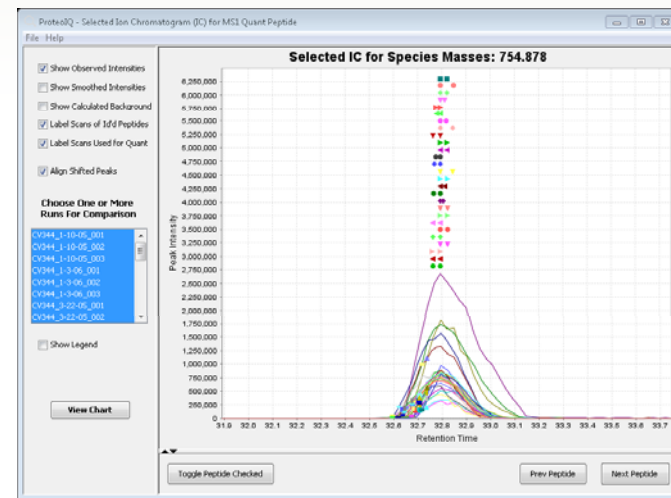 ProteoIQ - Selected Ion Chromatogram (IC) for MS1 Quant Peptide
File Help
Show Observed Intensities
Show Smoothed Intensities
Show Calculated Background
Label Scans of Id'd Peptides
Label Scans Used for Quant
Align Shifted Peaks
Choose One or More
Runs For Comparison
CV344_1-10-05_001
CV344_1-10-05_002
CV344_1-10-05_003
CV344_1-3-06_001
CV344_1-3-06_002
CV344_1-3-06_003
CV344_3-22-05_001
CV344_3-22-05_002
Show Legend
View Chart
Selected IC for Species Masses: 754.878
Peak Intensity
6,250,000
6,000,000
5,750,000
5,500,000
5,250,000
5,000,000
4,750,000
4,500,000
4,250,000
4,000,000
3,750,000
3,500,000
3,250,000
3,000,000
2,750,000
2,500,000
2,250,000
2,000,000
1,750,000
1,500,000
1,250,000
1,000,000
750,000
500,000
250,000
0
31.9 32.0 32.1 32.2 32.3 32.4 32.5 32.6 32.7 32.8 32.9 33.0 33.1 33.2 33.3 33.4 33.5 33.6 33.7
Retention Time
Toggle Peptide Checked
Prev Peptide
Next Peptide